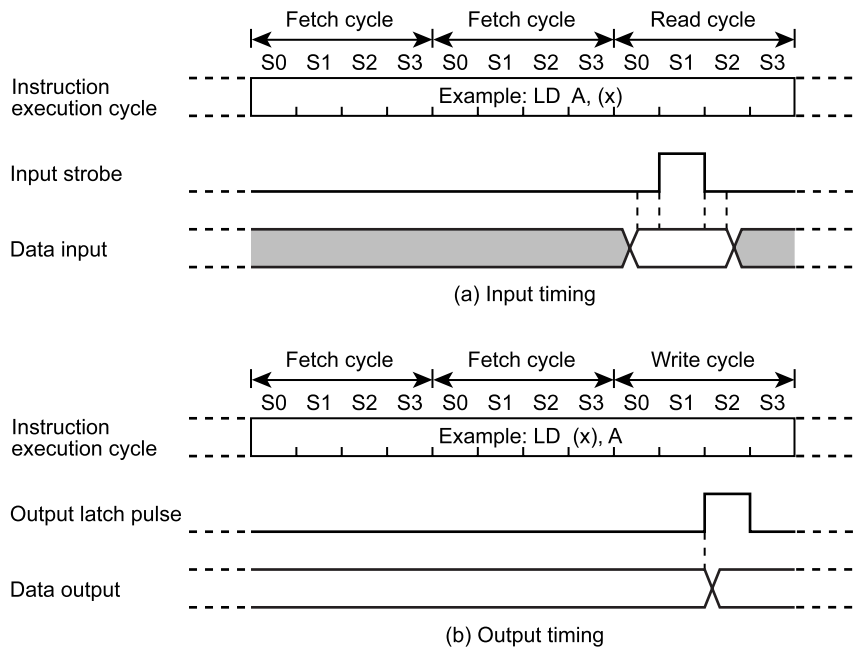 Fetch cycle Fetch cycle Read cycle
S0 S1 S2 S3 S0 S1 S2 S3 S0 S1 S2 S3
Instruction
execution cycle
Example: LD A, (x)
Input strobe
Data input
(a) Input timing
Fetch cycle Fetch cycle Write cycle
S0 S1 S2 S3 S0 S1 S2 S3 S0 S1 S2 S3
Instruction
execution cycle
Example: LD (x), A
Output latch pulse
Data output
(b) Output timing